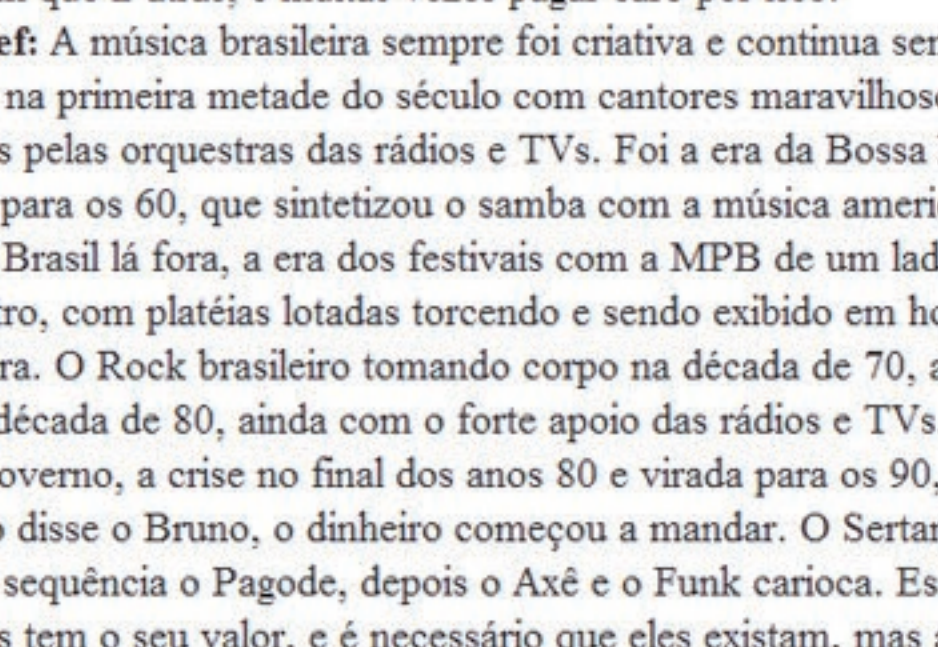 ef: A música brasileira sempre foi criativa e continua ser
na primeira metade do século com cantores maravilhos
s pelas orquestras das rádios e TVs. Foi a era da Bossa
para os 60, que sintetizou o samba com a música ameri
Brasil lá fora, a era dos festivais com a MPB de um lad
ro, com platéias lotadas torcendo e sendo exibido em ho
ra. O Rock brasileiro tomando corpo na década de 70, a
década de 80, ainda com o forte apoio das rádios e TVs
overno, a crise no final dos anos 80 e virada para os 90,
o disse o Bruno, o dinheiro começou a mandar. O Sertan
sequência o Pagode, depois o Axê e o Funk carioca. Es
s tem o seu valor, e é necessário que eles existam, mas a